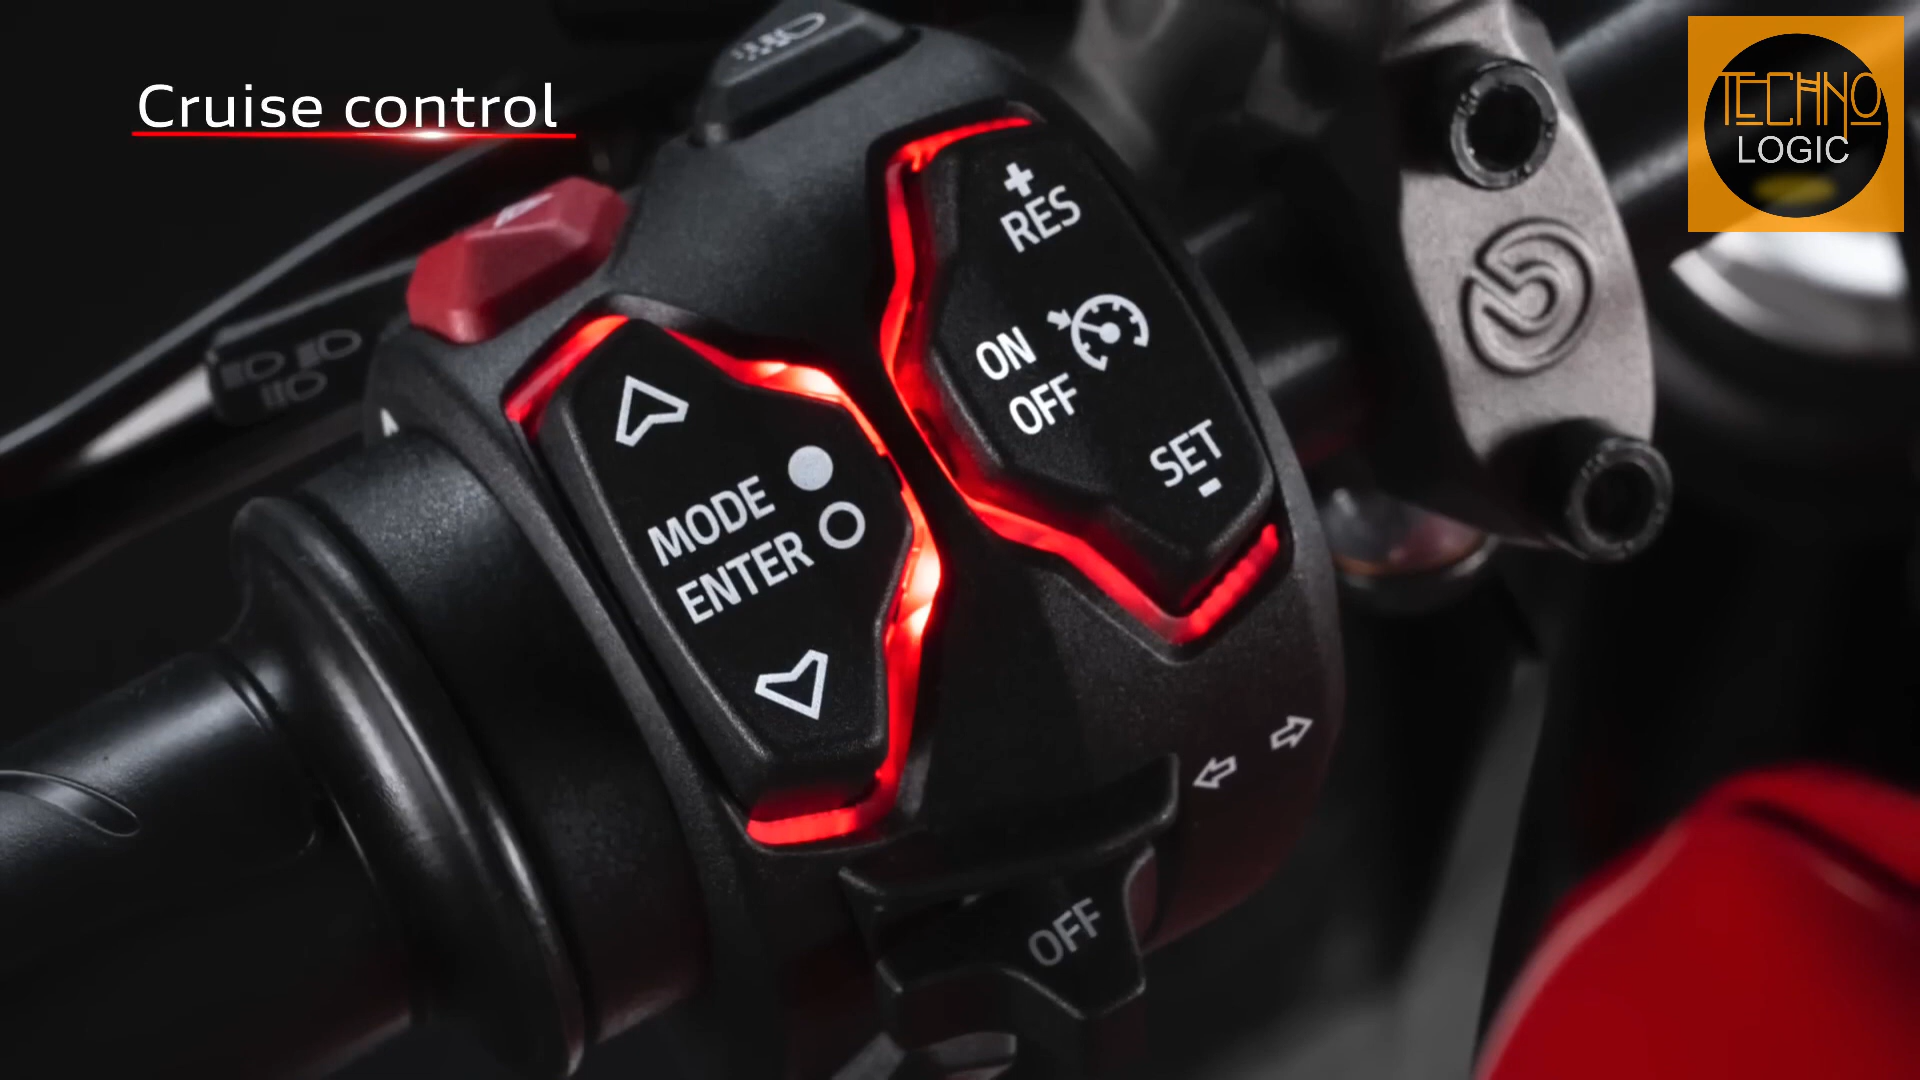 Cruise control
TECHNO
LOGIC
+
RES
ON
OFF
SET
-
MODE
ENTER
OFF